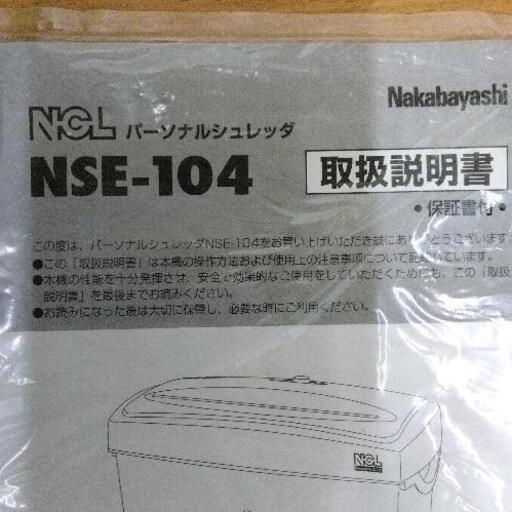 Nakabayashi
NCL パーソナルシュレッダ
NSE-104
取扱説明書
•保証書付•
この度は、パーソナルシュレッダNSE-104をお買い上げいただき誠にありがとうございます。
●この「取扱説明書」は本機の操作方法および使用上の注意事項について記載されています。
●本機の性能を十分発揮させ、安全で効果的なご使用をしていただくためにも、この「取扱
説明書」を最後までお読みください。
●お読みになった後は大切に保管し、必要な時にご利用ください。
NCL